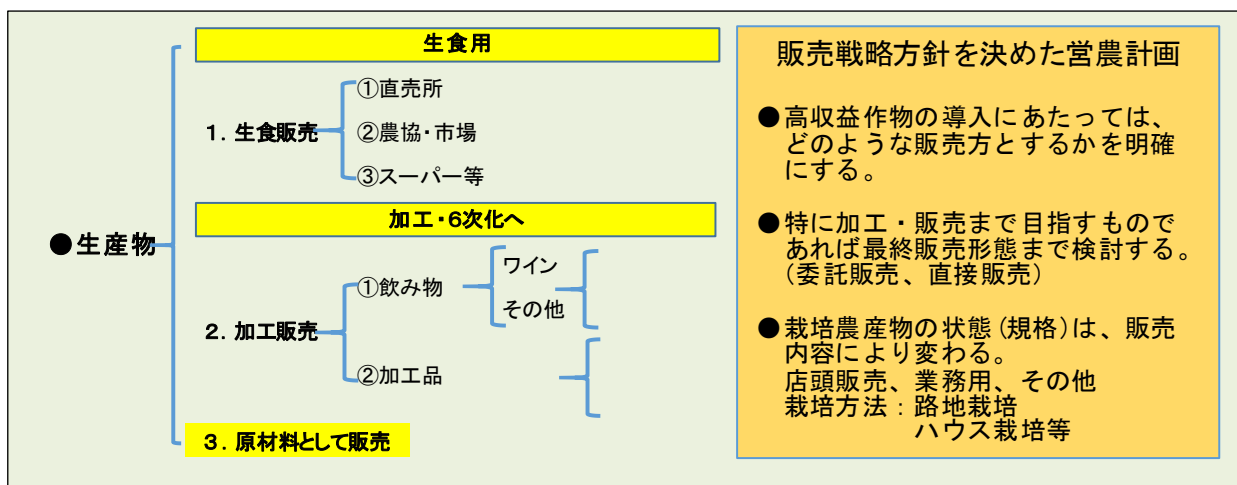 生食用
1．生食販売
①直売所
②農協・市場
③スーパー等
加工・6次化へ
●生産物
2．加工販売
①飲み物
ワイン
その他
②加工品
3．原材料として販売
販売戦略方針を決めた営農計画
●高収益作物の導入にあたっては、
どのような販売方とするかを明確
にする。
●特に加工・販売まで目指すもので
あれば最終販売形態まで検討する。
(委託販売、直接販売)
●栽培農産物の状態(規格)は、販売
内容により変わる。
店頭販売、業務用、その他
栽培方法：路地栽培
ハウス栽培等